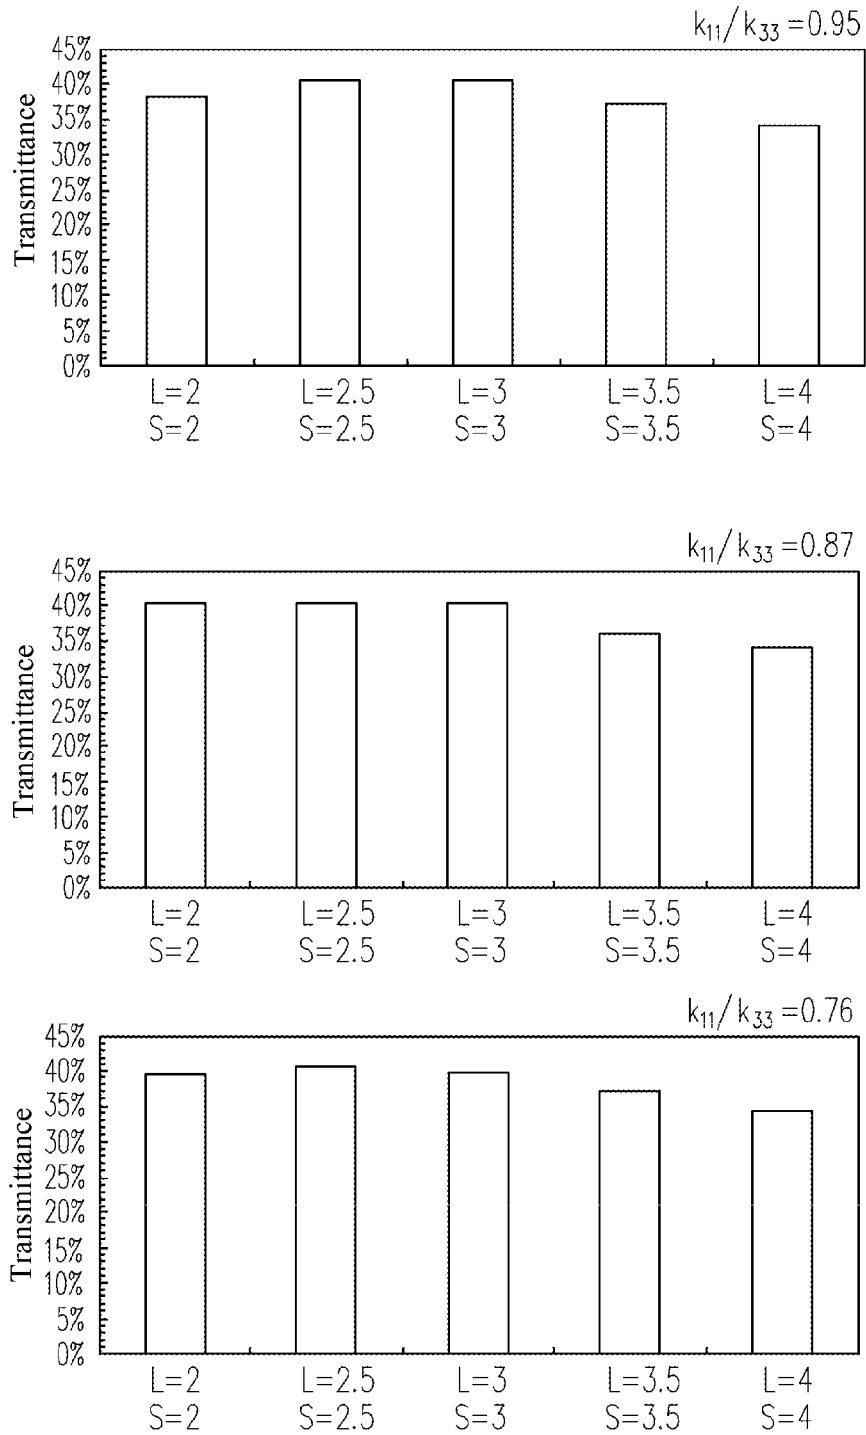 k₁₁/k₃₃=0.95
Transmittance
45%
40%
35%
30%
25%
20%
15%
10%
5%
0%
L=2 L=2.5 L=3 L=3.5 L=4
S=2 S=2.5 S=3 S=3.5 S=4
k₁₁/k₃₃=0.87
Transmittance
45%
40%
35%
30%
25%
20%
15%
10%
5%
0%
L=2 L=2.5 L=3 L=3.5 L=4
S=2 S=2.5 S=3 S=3.5 S=4
k₁₁/k₃₃=0.76
Transmittance
45%
40%
35%
30%
25%
20%
15%
10%
5%
0%
L=2 L=2.5 L=3 L=3.5 L=4
S=2 S=2.5 S=3 S=3.5 S=4